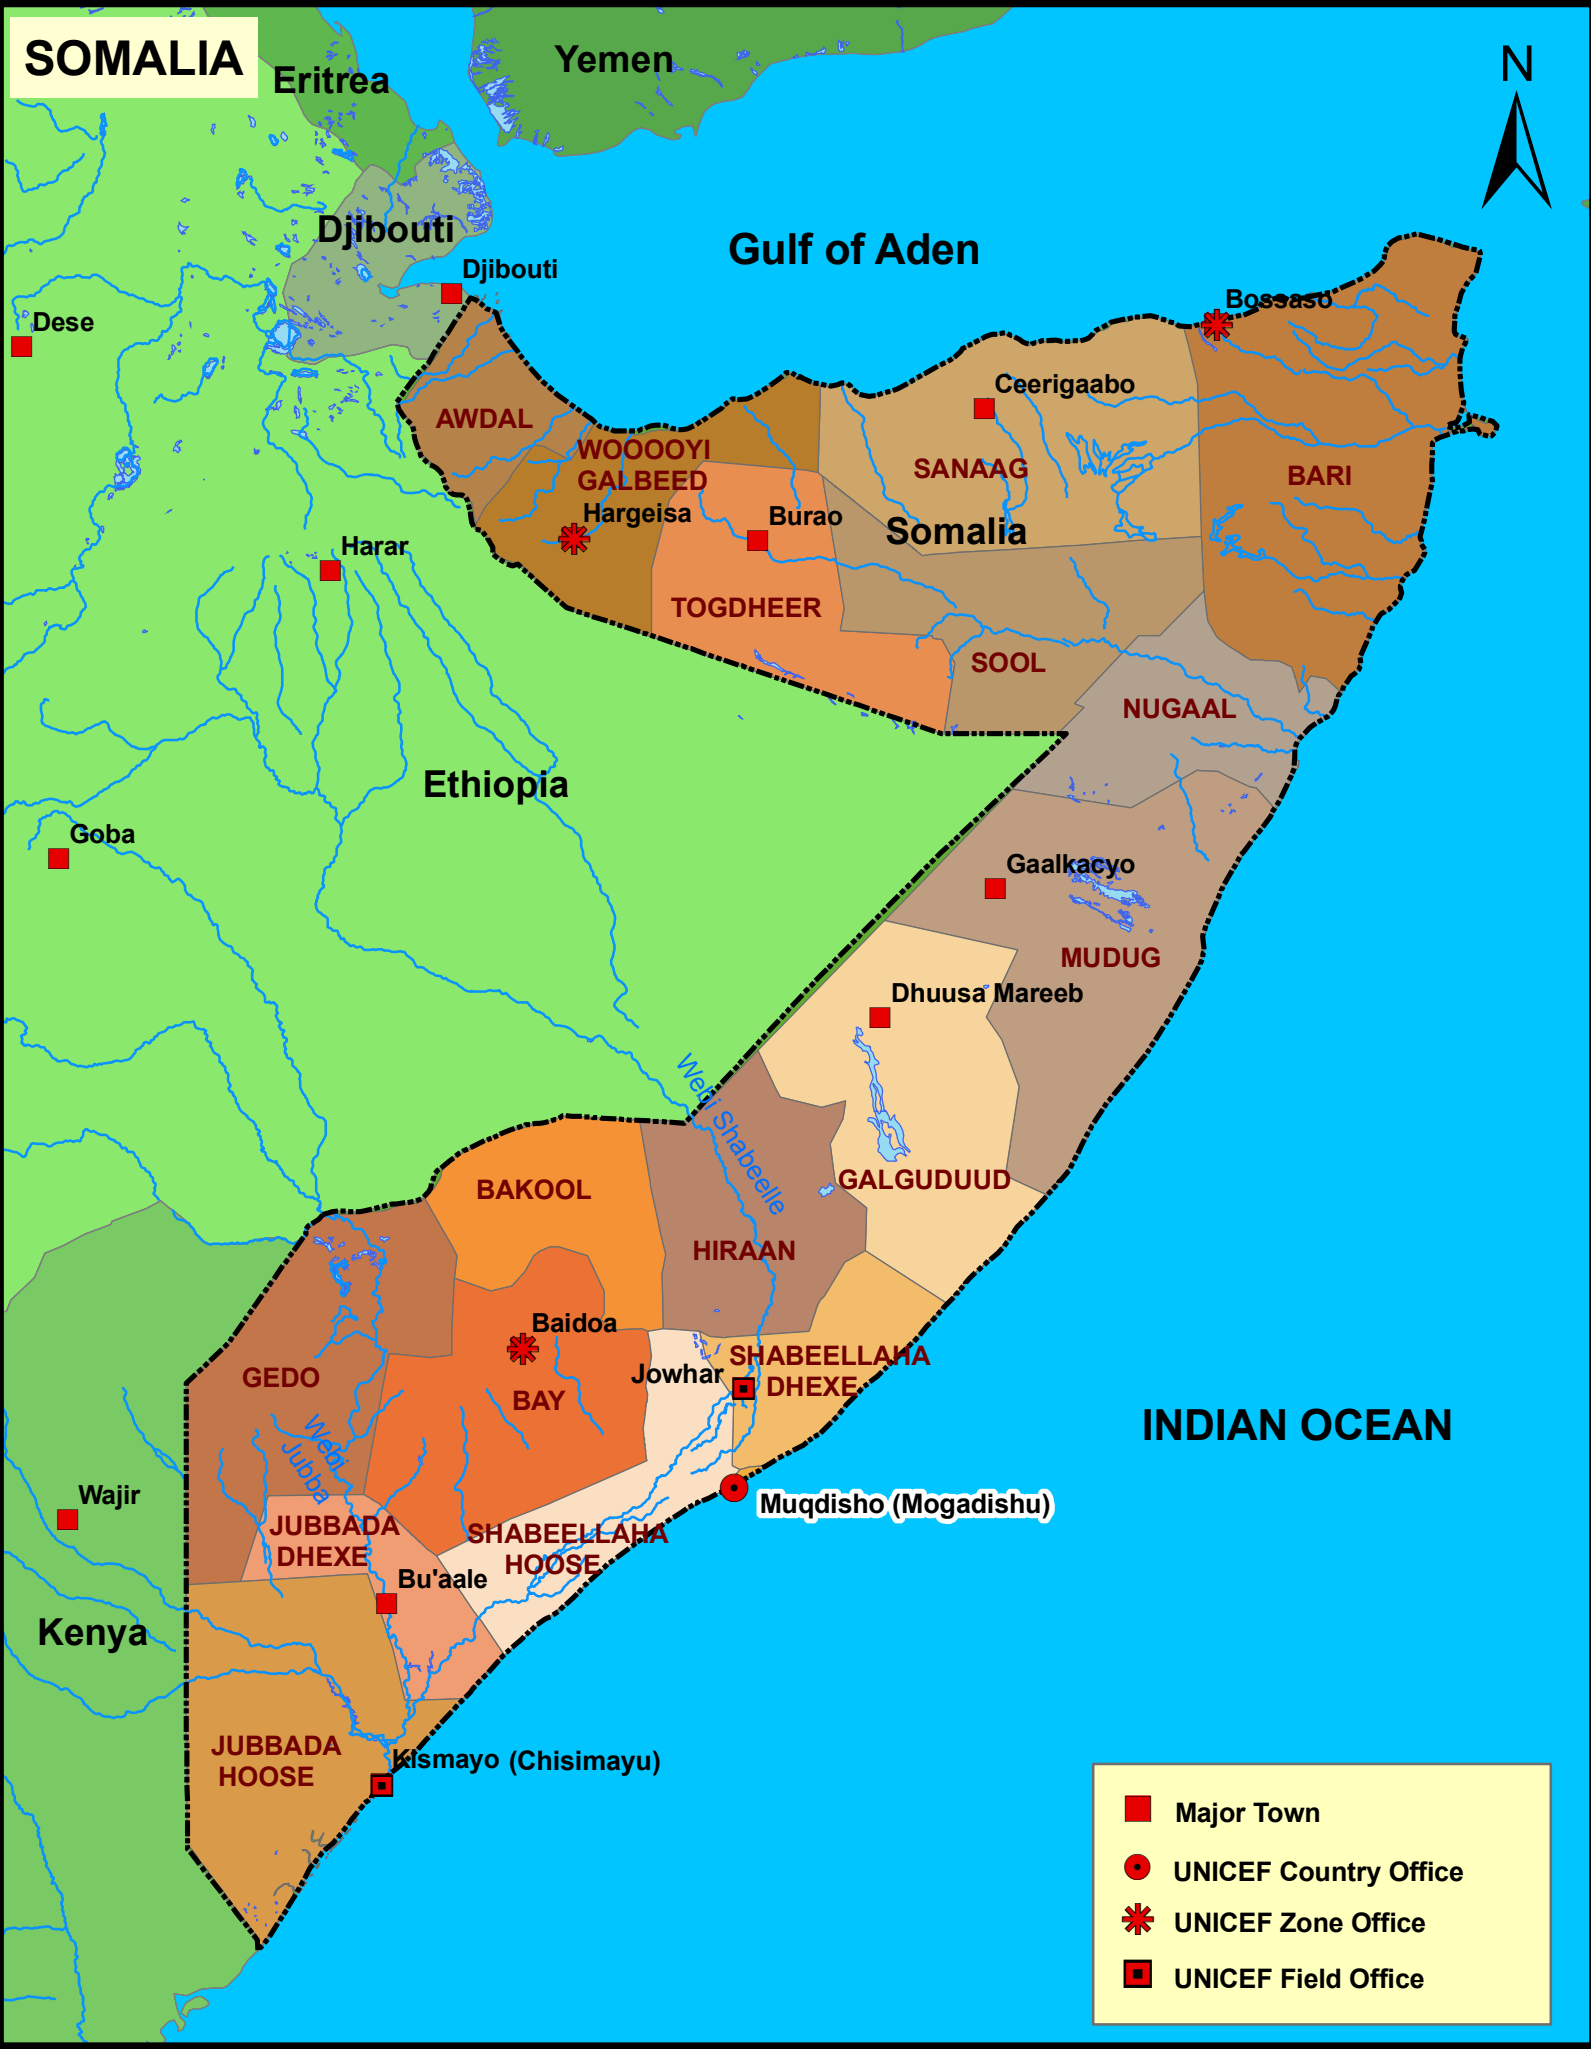 SOMALIA
Eritrea
Yemen
N
Djibouti
Gulf of Aden
Djibouti
Bossaso
Dese
Ceerigaabo
AWDAL
WOOOOYI
GALBEED
SANAAG
BARI
Hargeisa
Burao
Somalia
Harar
TOGDHEER
SOOL
NUGAAL
Ethiopia
Goba
Gaalkacyo
MUDUG
Dhuusa Mareeb
Webi Shabeelle
GALGUDUUD
BAKOOL
HIRAAN
Baidoa
GEDO
Jowhar
SHABEELLAHA
DHEXE
BAY
INDIAN OCEAN
Webi
Jubba
Wajir
Muqdisho (Mogadishu)
JUBBADA
DHEXE
SHABEELLAHA
HOOSE
Bu'aale
Kenya
JUBBADA
HOOSE
Kismayo (Chisimayu)
Major Town
UNICEF Country Office
UNICEF Zone Office
UNICEF Field Office